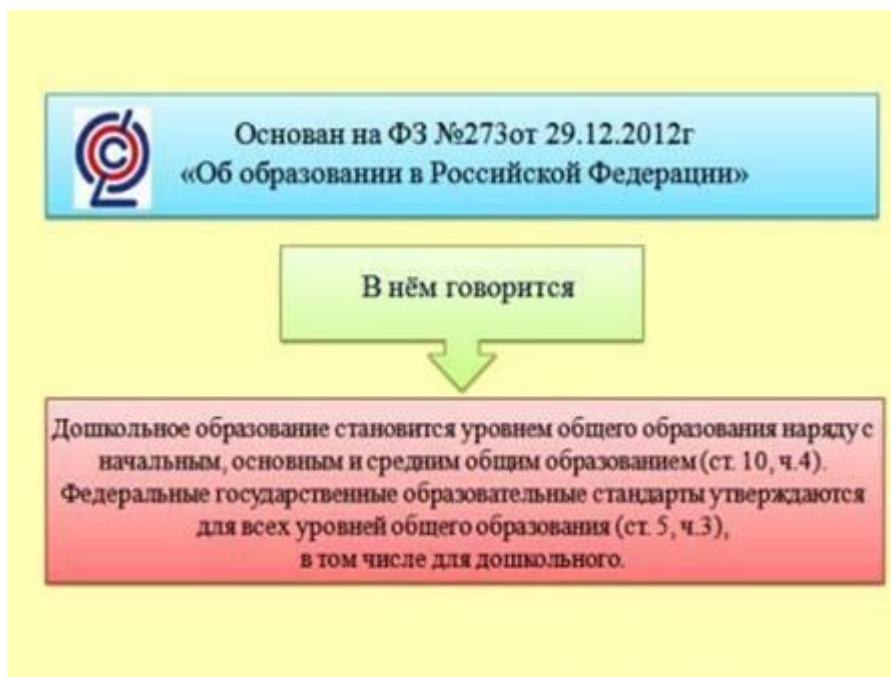 Основан на ФЗ №273от 29.12.2012г
«Об образовании в Российской Федерации»
В нём говорится
Дошкольное образование становится уровнем общего образования наряду с
начальным, основным и средним общим образованием (ст. 10, ч.4).
Федеральные государственные образовательные стандарты утверждаются
для всех уровней общего образования (ст. 5, ч.3),
в том числе для дошкольного.